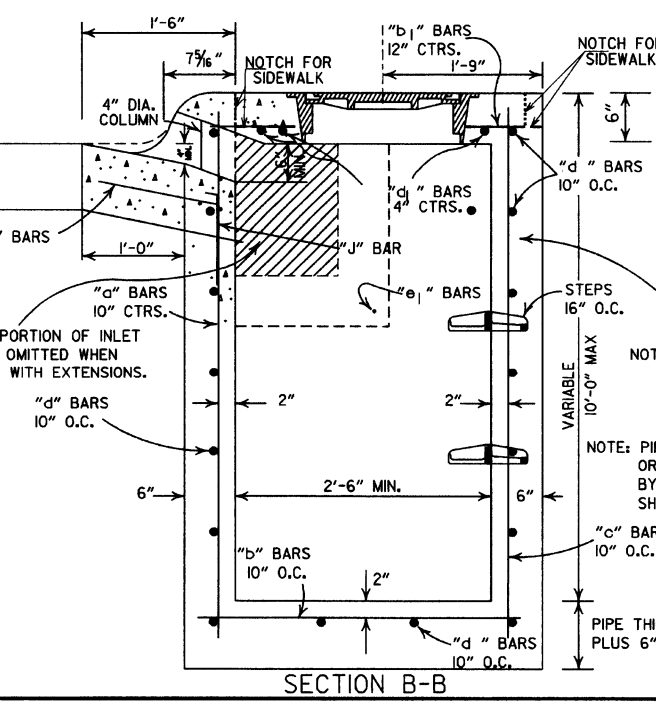 1'-6"
"b₁" BARS
12" CTRS.
NOTCH FOR
SIDEWALK
7 5/16"
NOTCH FOR
SIDEWALK
1'-9"
4" DIA.
COLUMN
6"
6"
MIN.
"d₁" BARS
4" CTRS.
"d" BARS
10" O.C.
" BARS
1'-0"
"J" BAR
"a" BARS
10" CTRS.
"e₁" BARS
STEPS
16" O.C.
PORTION OF INLET
OMITTED WHEN
WITH EXTENSIONS.
VARIABLE
10'-0" MAX
NOT
"d" BARS
10" O.C.
2"
2"
NOTE: PI
OR
BY
SH
6"
2'-6" MIN.
6"
"c" BAR
10" O.C.
"b" BARS
10" O.C.
2"
"d" BARS
10" O.C.
PIPE THI
PLUS 6"
SECTION B-B